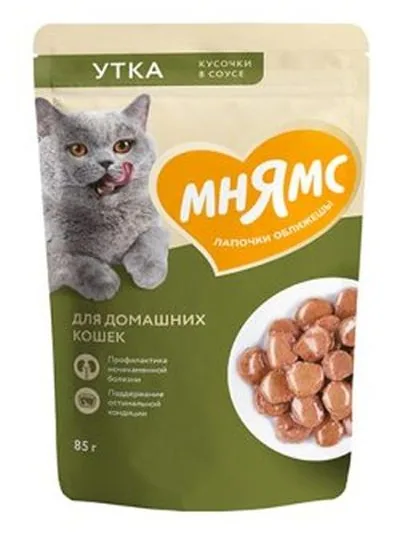 УТКА
КУСОЧКИ
В СОУСЕ
МНЯМС
ЛАПОЧКИ ОБЛИЖЕШЬ!
ДЛЯ ДОМАШНИХ
КОШЕК
Профилактика
мочекаменной
болезни
Поддержание
оптимальной
кондиции
85 г